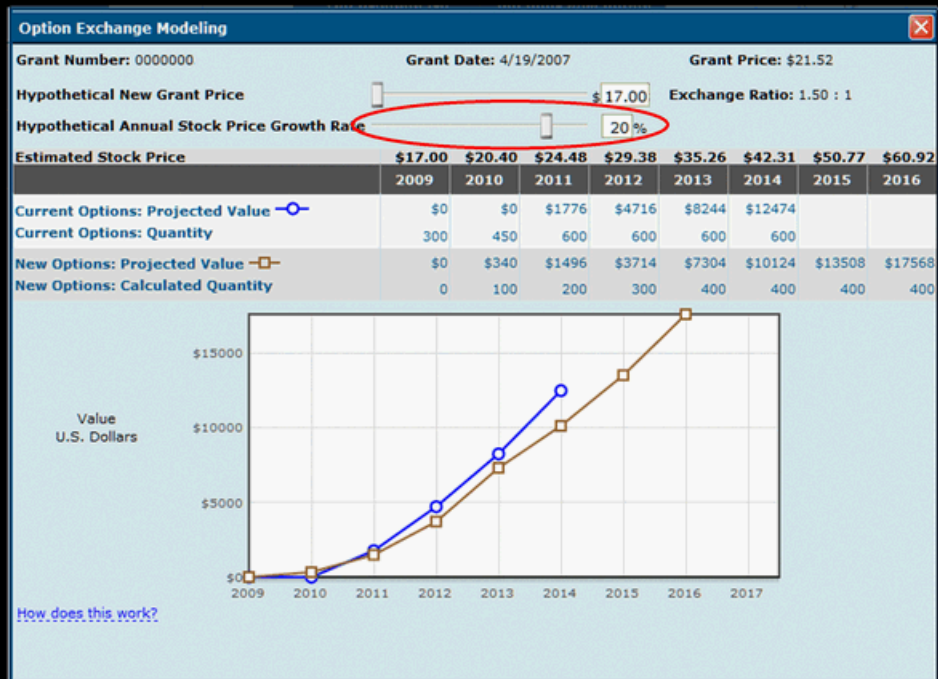 Option Exchange Modeling
Grant Number: 0000000 Grant Date: 4/19/2007 Grant Price: $21.52
Hypothetical New Grant Price $ 17.00 Exchange Ratio: 1.50 : 1
Hypothetical Annual Stock Price Growth Rate 20 %
Estimated Stock Price $17.00 $20.40 $24.48 $29.38 $35.26 $42.31 $50.77 $60.92
2009 2010 2011 2012 2013 2014 2015 2016
Current Options: Projected Value $0 $0 $1776 $4716 $8244 $12474
Current Options: Quantity 300 450 600 600 600 600
New Options: Projected Value $0 $340 $1496 $3714 $7304 $10124 $13508 $17568
New Options: Calculated Quantity 0 100 200 300 400 400 400 400
$15000
Value
U.S. Dollars
$10000
$5000
$0
2009 2010 2011 2012 2013 2014 2015 2016 2017
How does this work?